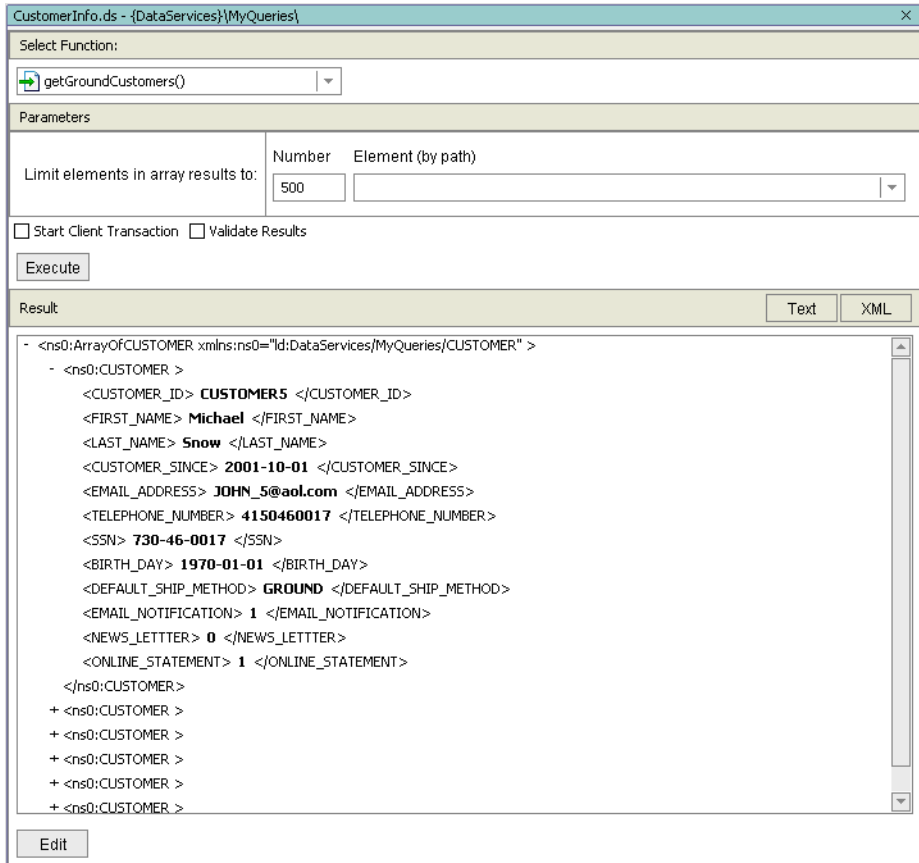 CustomerInfo.ds - {DataServices}\MyQueries\
Select Function:
getGroundCustomers()
Parameters
Limit elements in array results to:
Number Element (by path)
500
Start Client Transaction Validate Results
Execute
Result Text XML
- <ns0:ArrayOfCUSTOMER xmlns:ns0="ld:DataServices/MyQueries/CUSTOMER" >
- <ns0:CUSTOMER >
<CUSTOMER_ID> CUSTOMER5 </CUSTOMER_ID>
<FIRST_NAME> Michael </FIRST_NAME>
<LAST_NAME> Snow </LAST_NAME>
<CUSTOMER_SINCE> 2001-10-01 </CUSTOMER_SINCE>
<EMAIL_ADDRESS> JOHN_5@aol.com </EMAIL_ADDRESS>
<TELEPHONE_NUMBER> 4150460017 </TELEPHONE_NUMBER>
<SSN> 730-46-0017 </SSN>
<BIRTH_DAY> 1970-01-01 </BIRTH_DAY>
<DEFAULT_SHIP_METHOD> GROUND </DEFAULT_SHIP_METHOD>
<EMAIL_NOTIFICATION> 1 </EMAIL_NOTIFICATION>
<NEWS_LETTTER> 0 </NEWS_LETTTER>
<ONLINE_STATEMENT> 1 </ONLINE_STATEMENT>
</ns0:CUSTOMER>
+ <ns0:CUSTOMER >
+ <ns0:CUSTOMER >
+ <ns0:CUSTOMER >
+ <ns0:CUSTOMER >
+ <ns0:CUSTOMER >
Edit